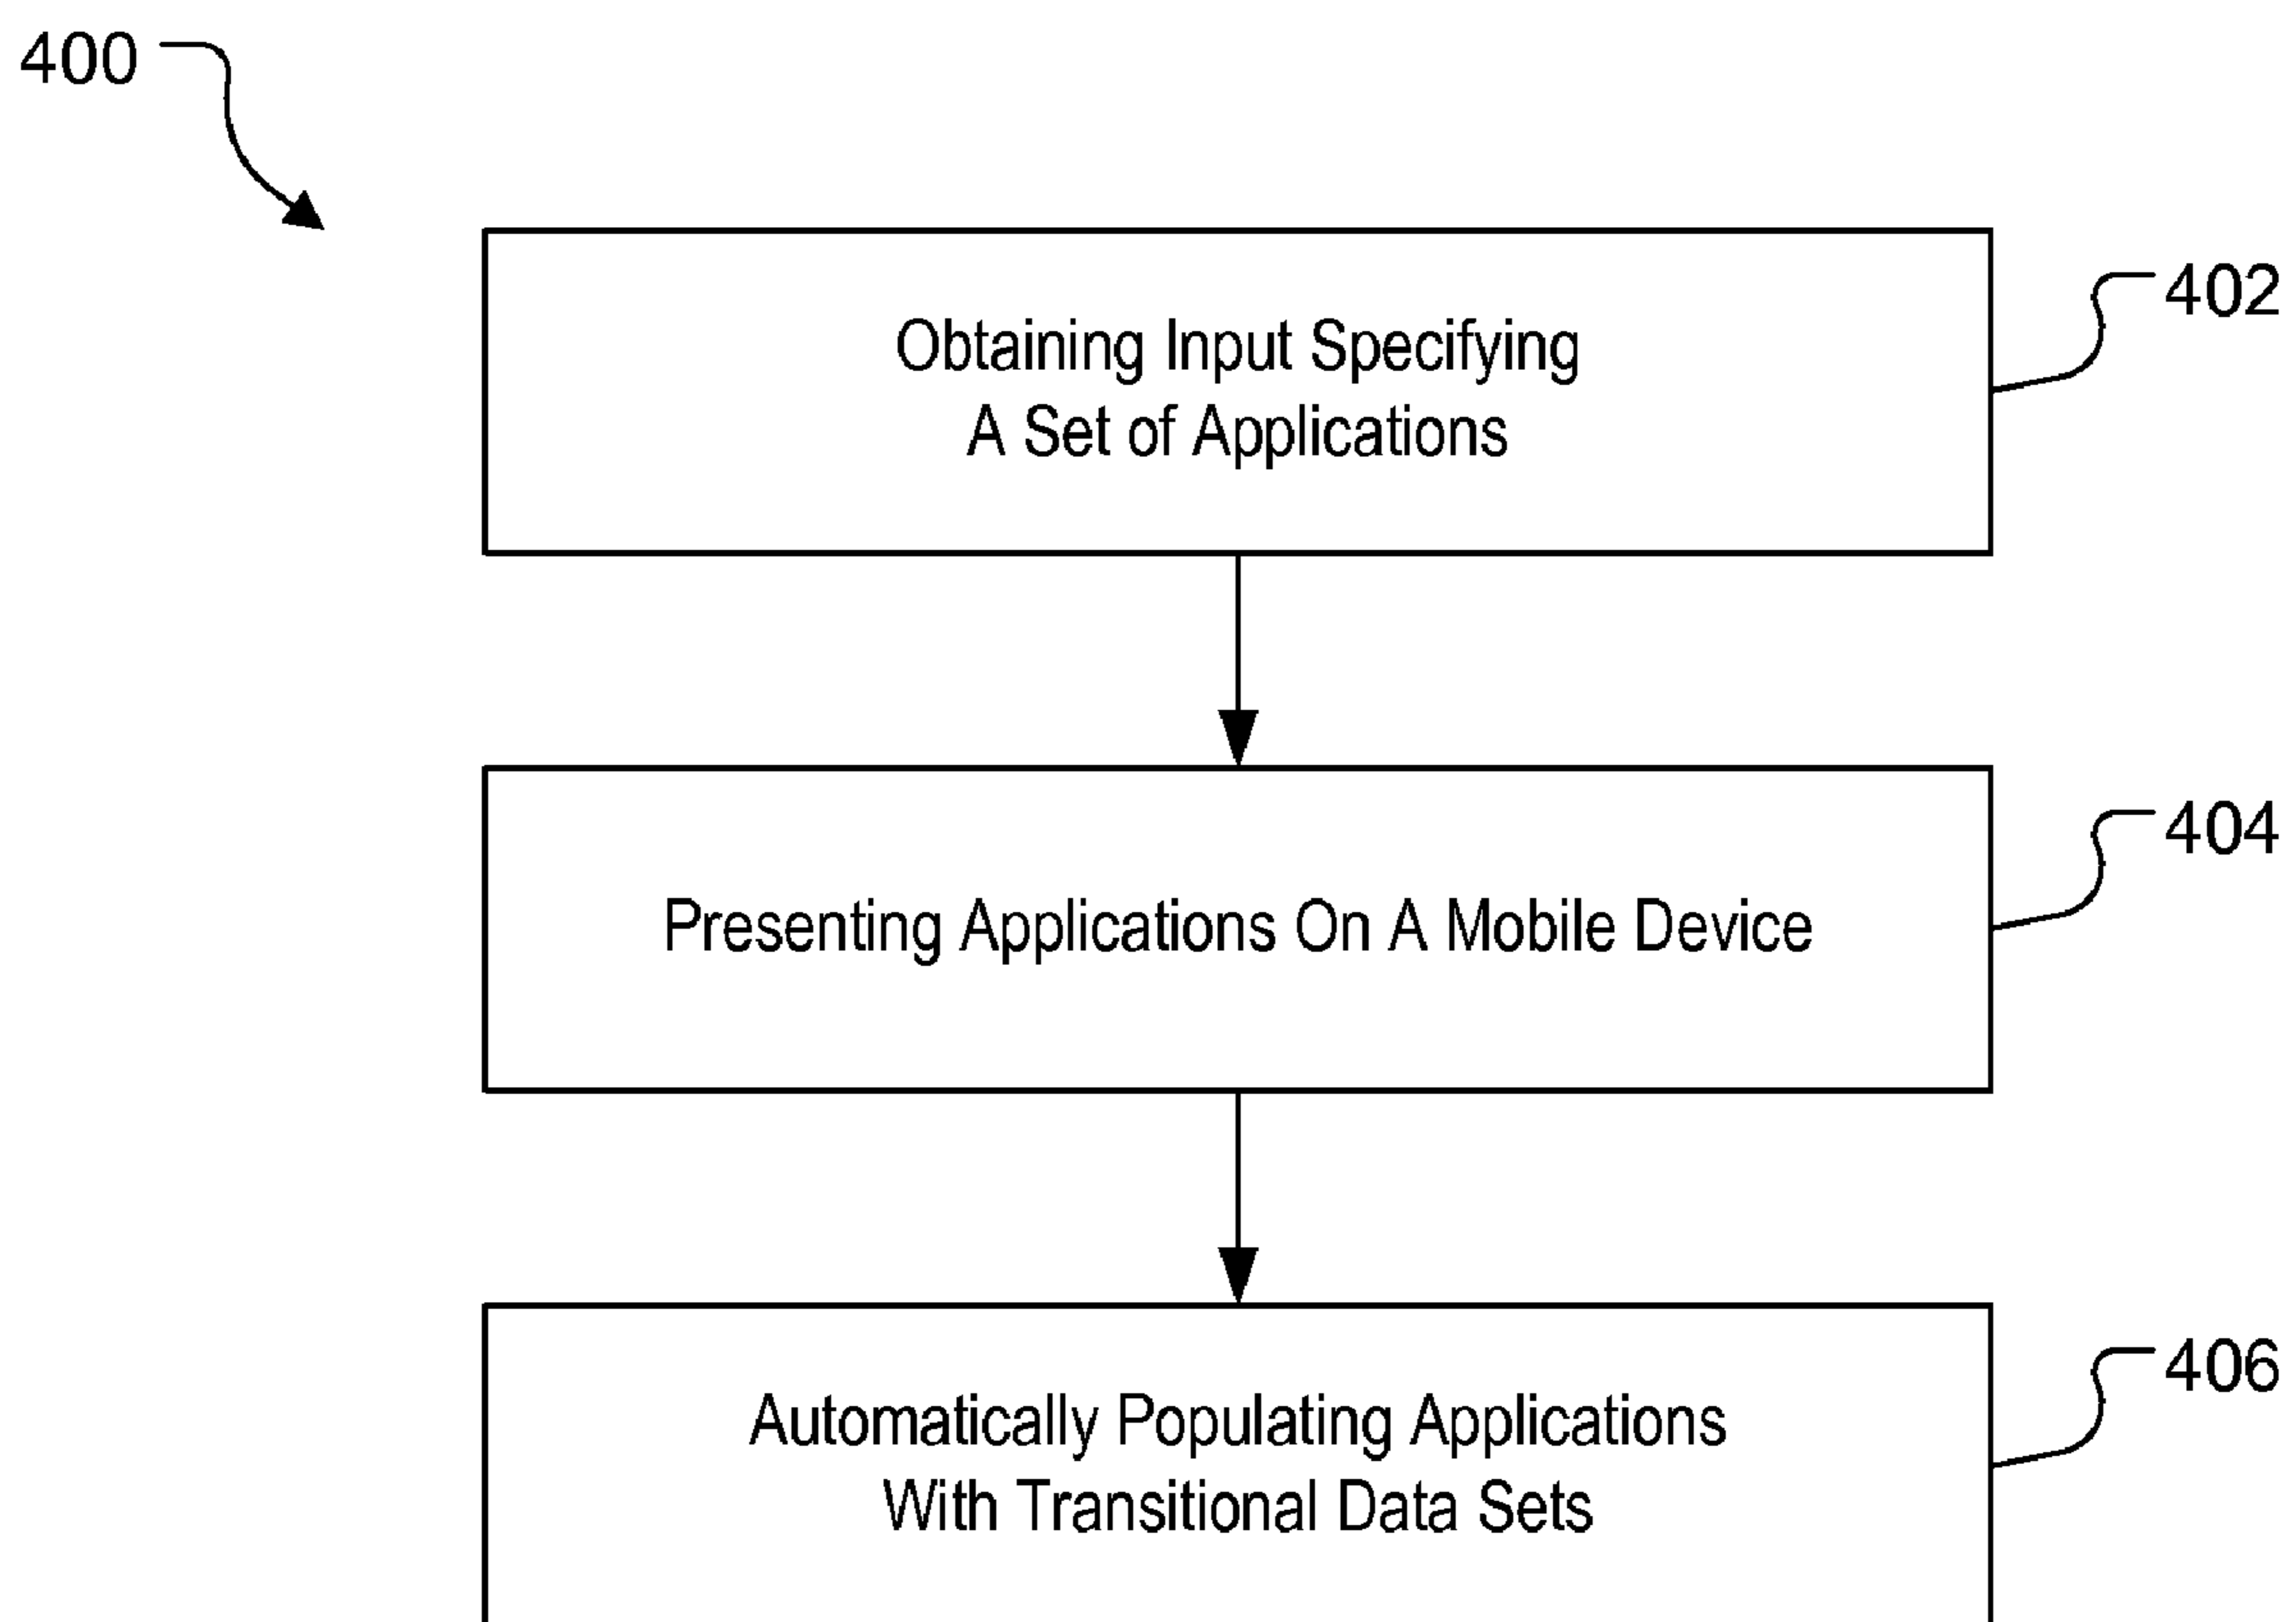 400
Obtaining Input Specifying
A Set of Applications
402
Presenting Applications On A Mobile Device
404
Automatically Populating Applications
With Transitional Data Sets
406